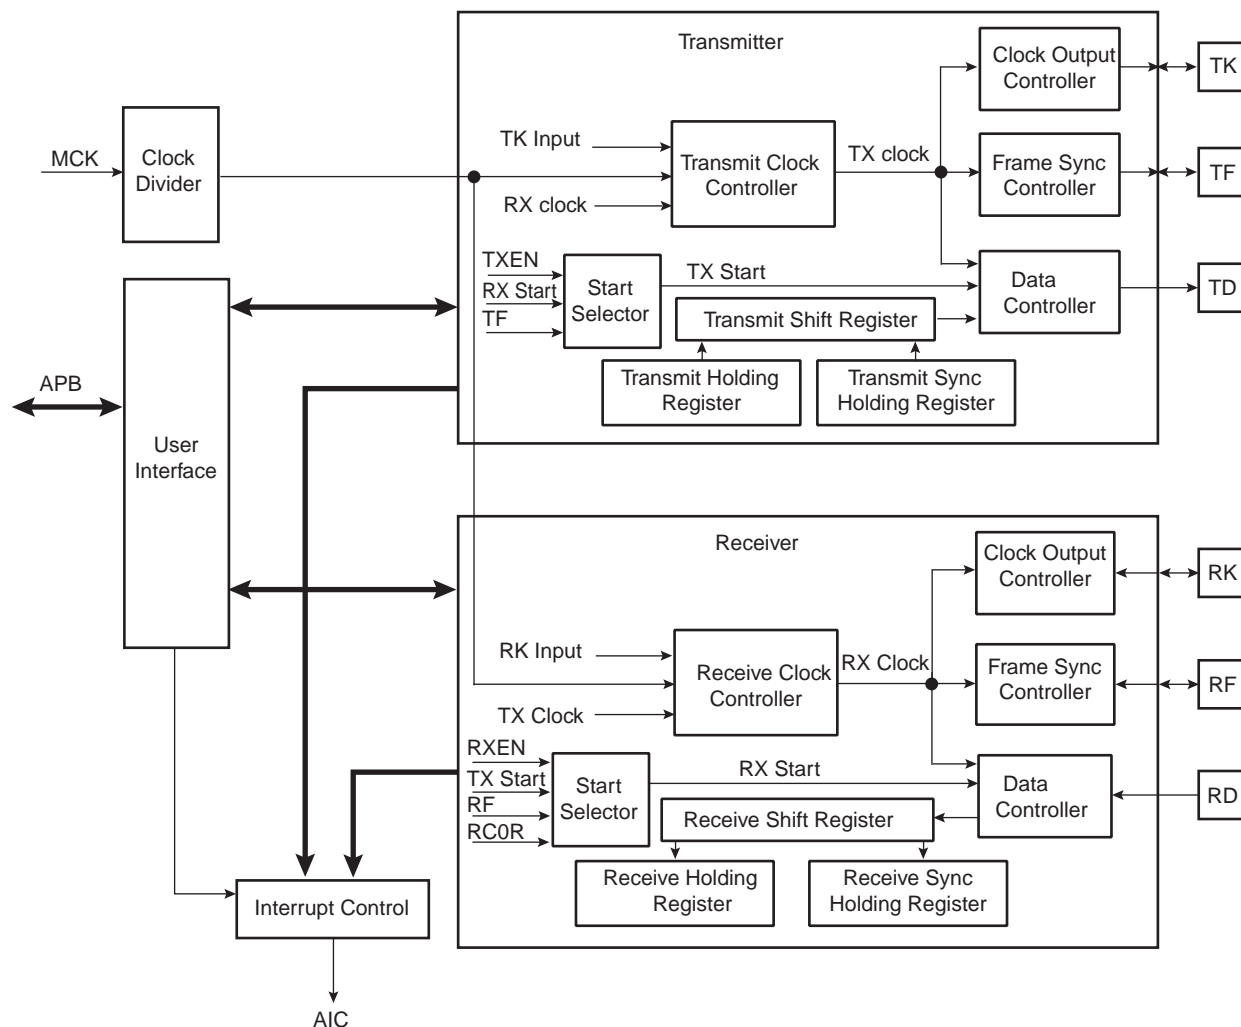 Transmitter
Clock Output
Controller
TK
MCK
Clock
Divider
TK Input
Transmit Clock
Controller
TX clock
Frame Sync
Controller
TF
RX clock
TXEN
RX Start
TF
Start
Selector
TX Start
Data
Controller
TD
Transmit Shift Register
Transmit Holding
Register
Transmit Sync
Holding Register
APB
User
Interface
Receiver
Clock Output
Controller
RK
RK Input
Receive Clock
Controller
RX Clock
Frame Sync
Controller
RF
TX Clock
RXEN
TX Start
RF
RC0R
Start
Selector
RX Start
Data
Controller
RD
Receive Shift Register
Receive Holding
Register
Receive Sync
Holding Register
Interrupt Control
AIC